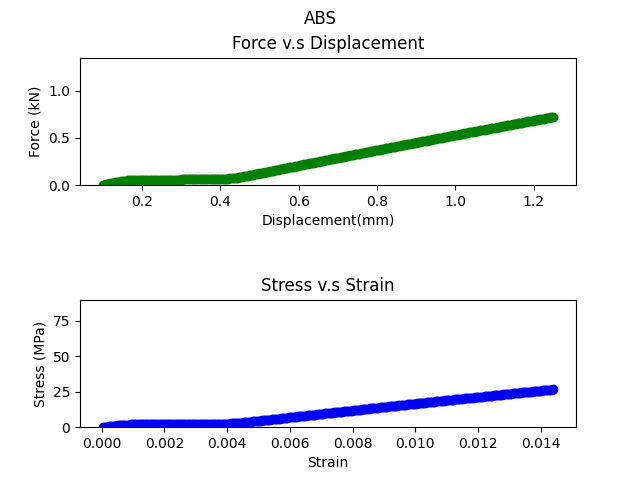 ABS
Force v.s Displacement
1.0
0.5
0.0
Force (kN)
0.2 0.4 0.6 0.8 1.0 1.2
Displacement(mm)
Stress v.s Strain
75
50
25
0
Stress (MPa)
0.000 0.002 0.004 0.006 0.008 0.010 0.012 0.014
Strain